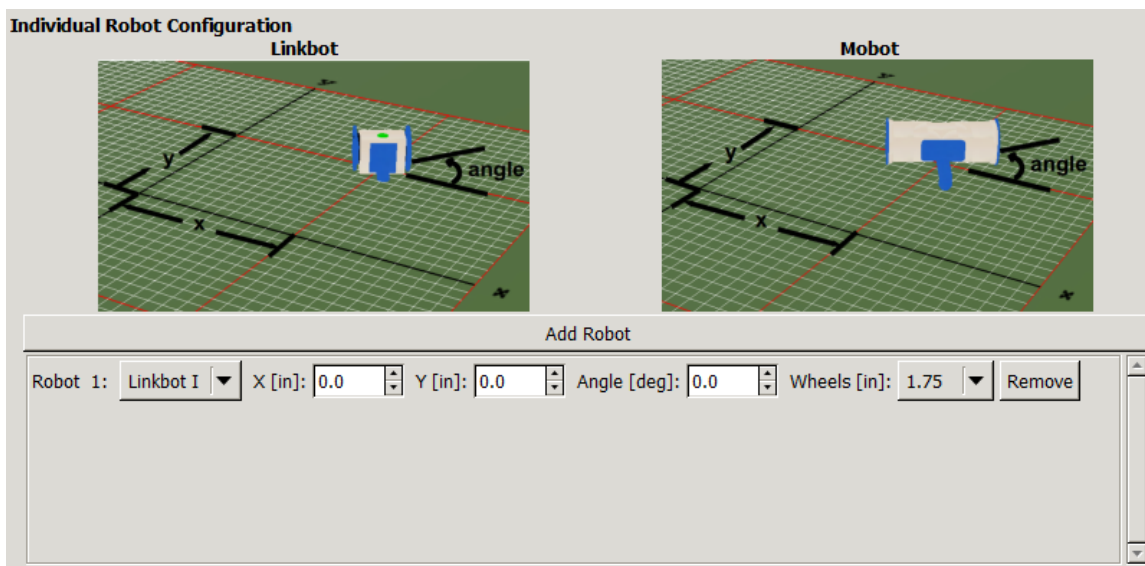 Individual Robot Configuration
Linkbot
Mobot
y
x
angle
x
y
y
x
angle
x
y
Add Robot
Robot 1: Linkbot I X [in]: 0.0 Y [in]: 0.0 Angle [deg]: 0.0 Wheels [in]: 1.75 Remove